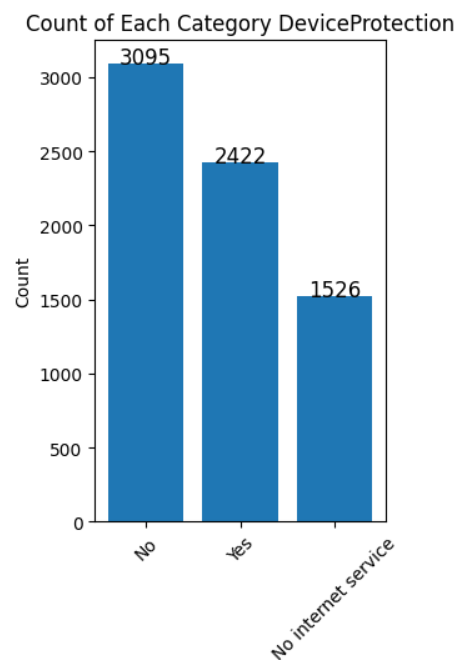 Count of Each Category DeviceProtection
3095
3000
2500
2422
2000
1526
1500
1000
500
0
Count
No
Yes
No internet service